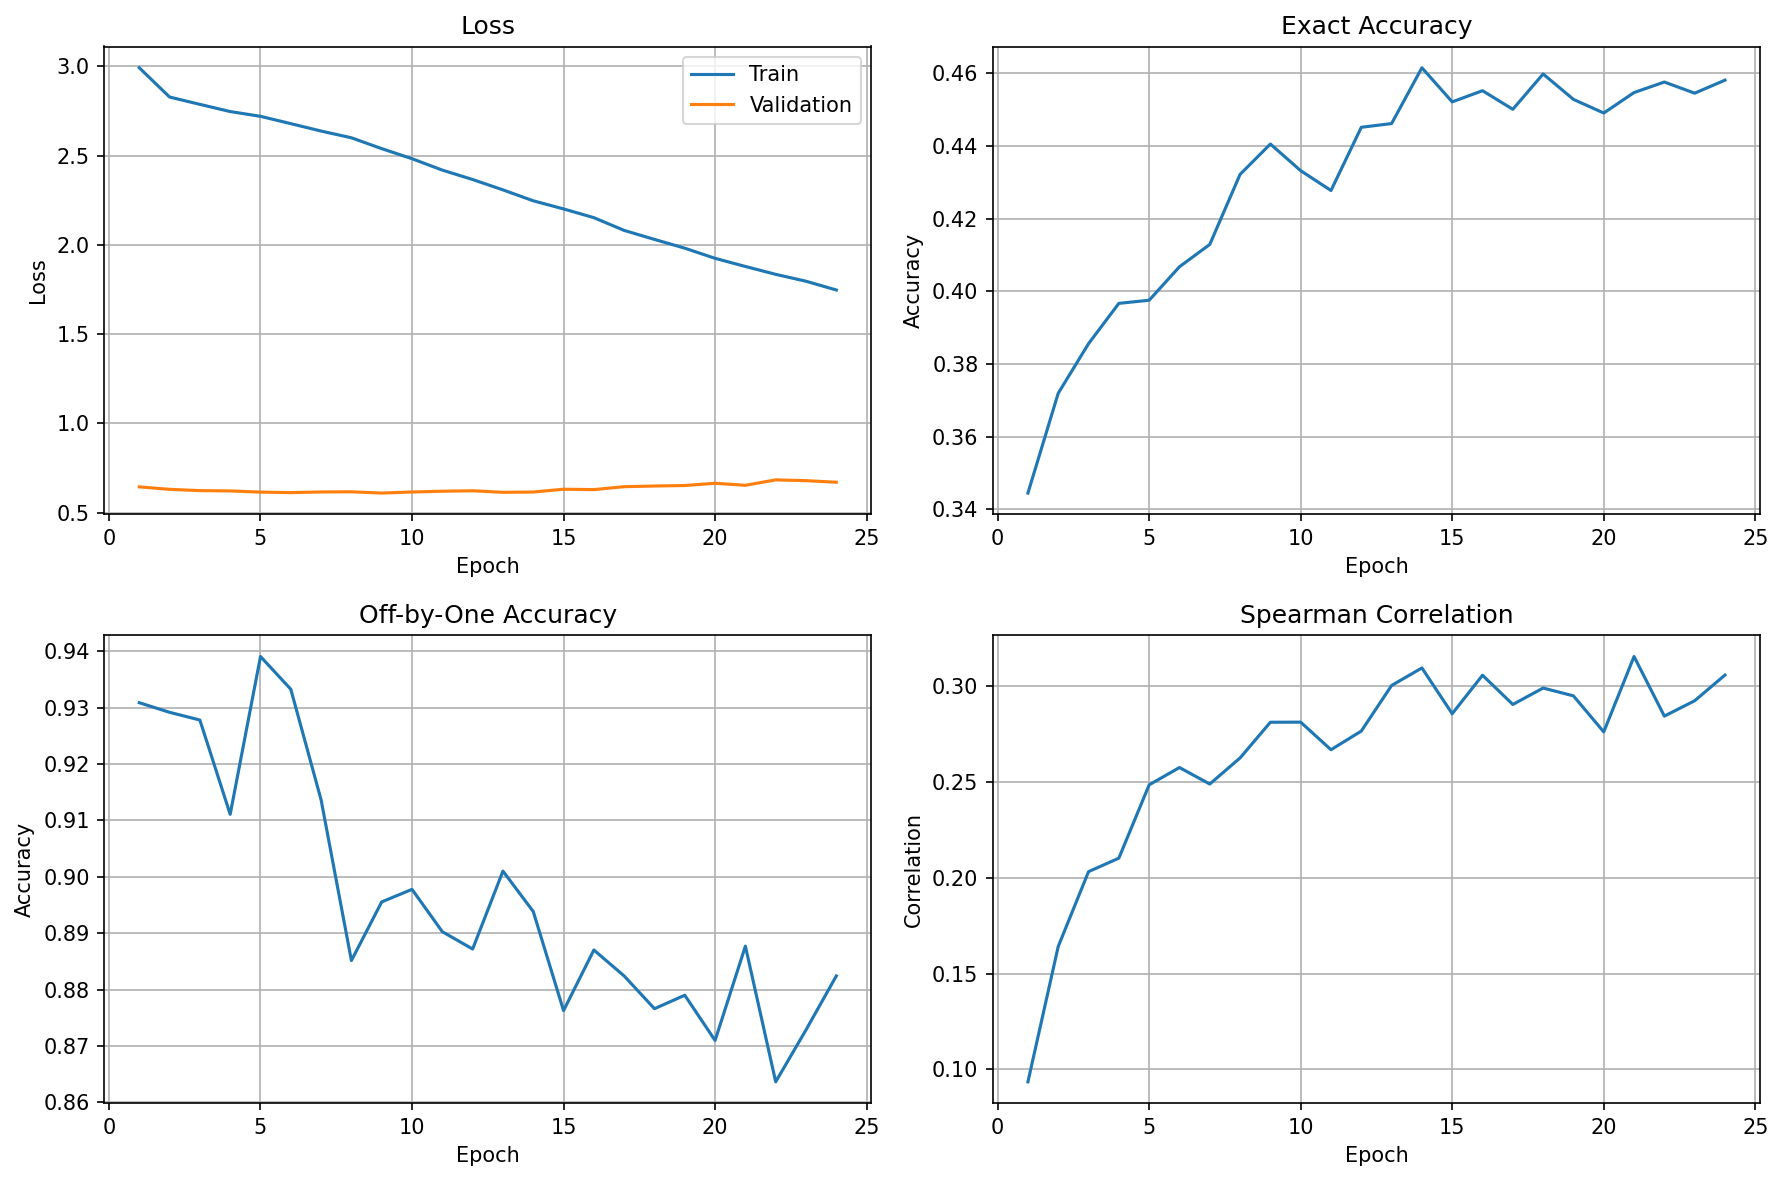 Loss
3.0
2.5
2.0
1.5
1.0
0.5
Loss
0 5 10 15 20 25
Epoch
Train
Validation
Exact Accuracy
0.46
0.44
0.42
0.40
0.38
0.36
0.34
Accuracy
0 5 10 15 20 25
Epoch
Off-by-One Accuracy
0.94
0.93
0.92
0.91
0.90
0.89
0.88
0.87
0.86
Accuracy
0 5 10 15 20 25
Epoch
Spearman Correlation
0.30
0.25
0.20
0.15
0.10
Correlation
0 5 10 15 20 25
Epoch